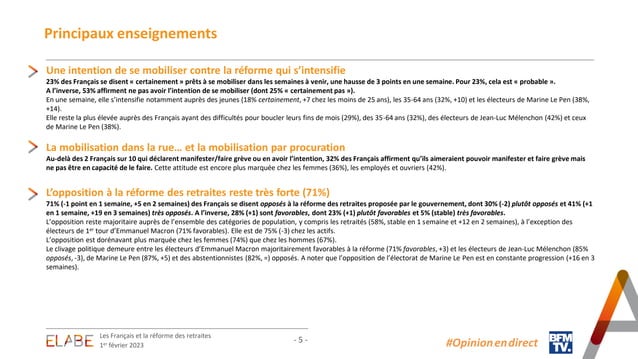 Principaux enseignements
Une intention de se mobiliser contre la réforme qui s'intensifie
23% des Français se disent « certainement » prêts à se mobiliser dans les semaines à venir, une hausse de 3 points en une semaine. Pour 23%, cela est « probable ».
A l'inverse, 53% affirment ne pas avoir l'intention de se mobiliser (dont 25% « certainement pas »).
En une semaine, elle s'intensifie notamment auprès des jeunes (18% certainement, +7 chez les moins de 25 ans), les 35-64 ans (32%, +10) et les électeurs de Marine Le Pen (38%,
+14).
Elle reste la plus élevée auprès des Français ayant des difficultés pour boucler leurs fins de mois (29%), des 35-64 ans (32%), des électeurs de Jean-Luc Mélenchon (42%) et ceux
de Marine Le Pen (38%).
La mobilisation dans la rue... et la mobilisation par procuration
Au-delà des 2 Français sur 10 qui déclarent manifester/faire grève ou en avoir l'intention, 32% des Français affirment qu'ils aimeraient pouvoir manifester et faire grève mais
ne pas être en capacité de le faire. Cette attitude est encore plus marquée chez les femmes (36%), les employés et ouvriers (42%).
L'opposition à la réforme des retraites reste très forte (71%)
71% (-1 point en 1 semaine, +5 en 2 semaines) des Français se disent opposés à la réforme des retraites proposée par le gouvernement, dont 30% (-2) plutôt opposés et 41% (+1
en 1 semaine, +19 en 3 semaines) très opposés. A l'inverse, 28% (+1) sont favorables, dont 23% (+1) plutôt favorables et 5% (stable) très favorables.
L'opposition reste majoritaire auprès de l'ensemble des catégories de population, y compris les retraités (58%, stable en 1 semaine et +12 en 2 semaines), à l'exception des
électeurs de 1er tour d'Emmanuel Macron (71% favorables). Elle est de 75% (-3) chez les actifs.
L'opposition est dorénavant plus marquée chez les femmes (74%) que chez les hommes (67%).
Le clivage politique demeure entre les électeurs d'Emmanuel Macron majoritairement favorables à la réforme (71% favorables, +3) et les électeurs de Jean-Luc Mélenchon (85%
opposés, -3), de Marine Le Pen (87%, +5) et des abstentionnistes (82%, =) opposés. A noter que l'opposition de l'électorat de Marine Le Pen est en constante progression (+16 en 3
semaines).
ELABE
Les Français et la réforme des retraites
1er février 2023
- 5 -
#Opinionendirect
BFM
TV.